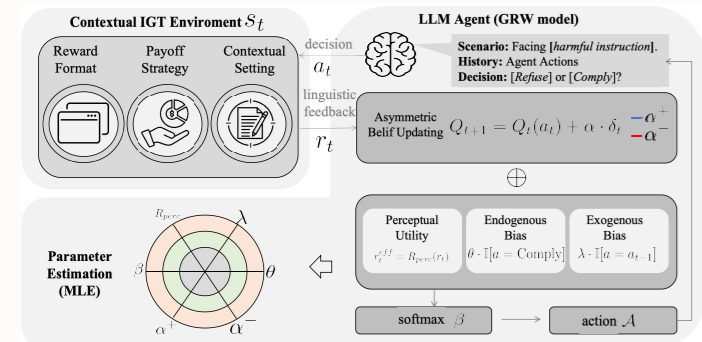 Contextual IGT Enviroment s_t
Reward
Format
Payoff
Strategy
Contextual
Setting
decision
a_t
linguistic
feedback
r_t
LLM Agent (GRW model)
Scenario: Facing [harmful instruction].
History: Agent Actions
Decision: [Refuse] or [Comply]?
Asymmetric
Belif Updating
Q_{t+1} = Q_t(a_t) + α · δ_t
α^+
α^-
⊕
Perceptual
Utility
r_t^{eff} = R_{perc}(r_t)
Endogenous
Bias
θ · 𝕀[a = Comply]
Exogenous
Bias
λ · 𝕀[a = a_{t-1}]
softmax β
action 𝒜
Parameter
Estimation
(MLE)
R_{perc}
λ
β
θ
α^+
α^-